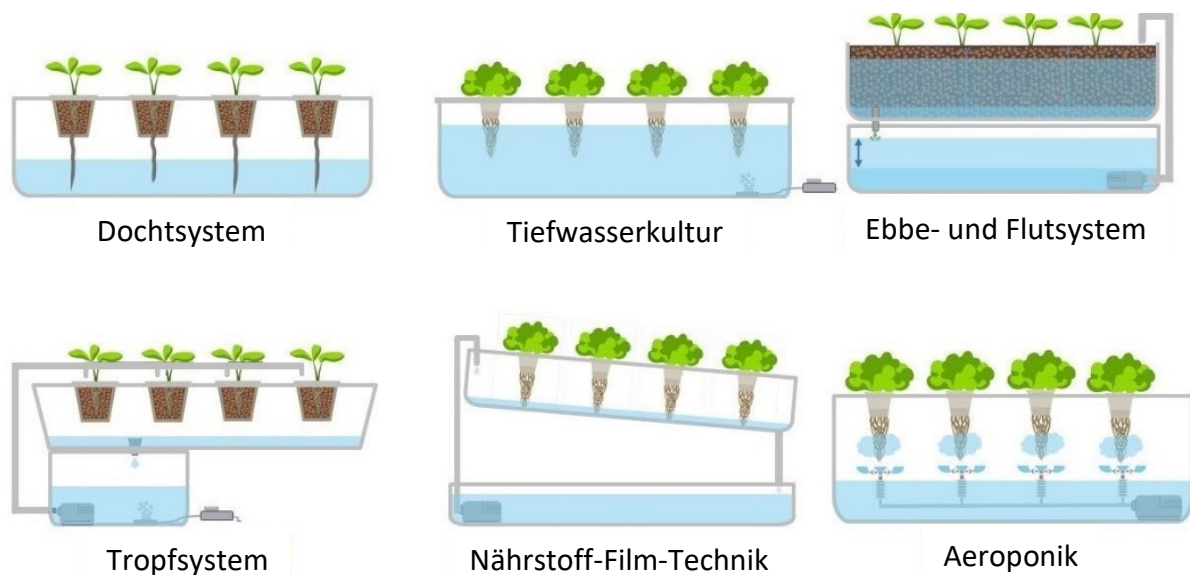 Dochtsystem
Tiefwasserkultur
Ebbe- und Flutsystem
Tropfsystem
Nährstoff-Film-Technik
Aeroponik